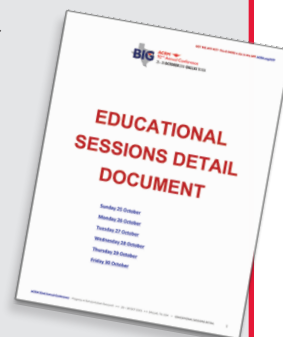 BIG
EDUCATIONAL
SESSIONS DETAIL
DOCUMENT
Sunday 25 October
Monday 26 October
Tuesday 27 October
Wednesday 28 October
Thursday 29 October
Friday 30 October